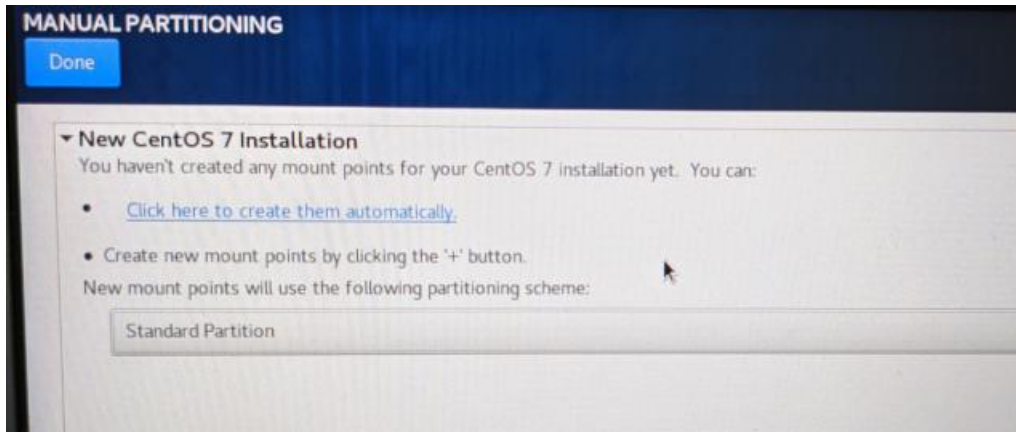 MANUAL PARTITIONING
Done
New CentOS 7 Installation
You haven't created any mount points for your CentOS 7 installation yet. You can:
• Click here to create them automatically.
• Create new mount points by clicking the '+' button.
New mount points will use the following partitioning scheme:
Standard Partition